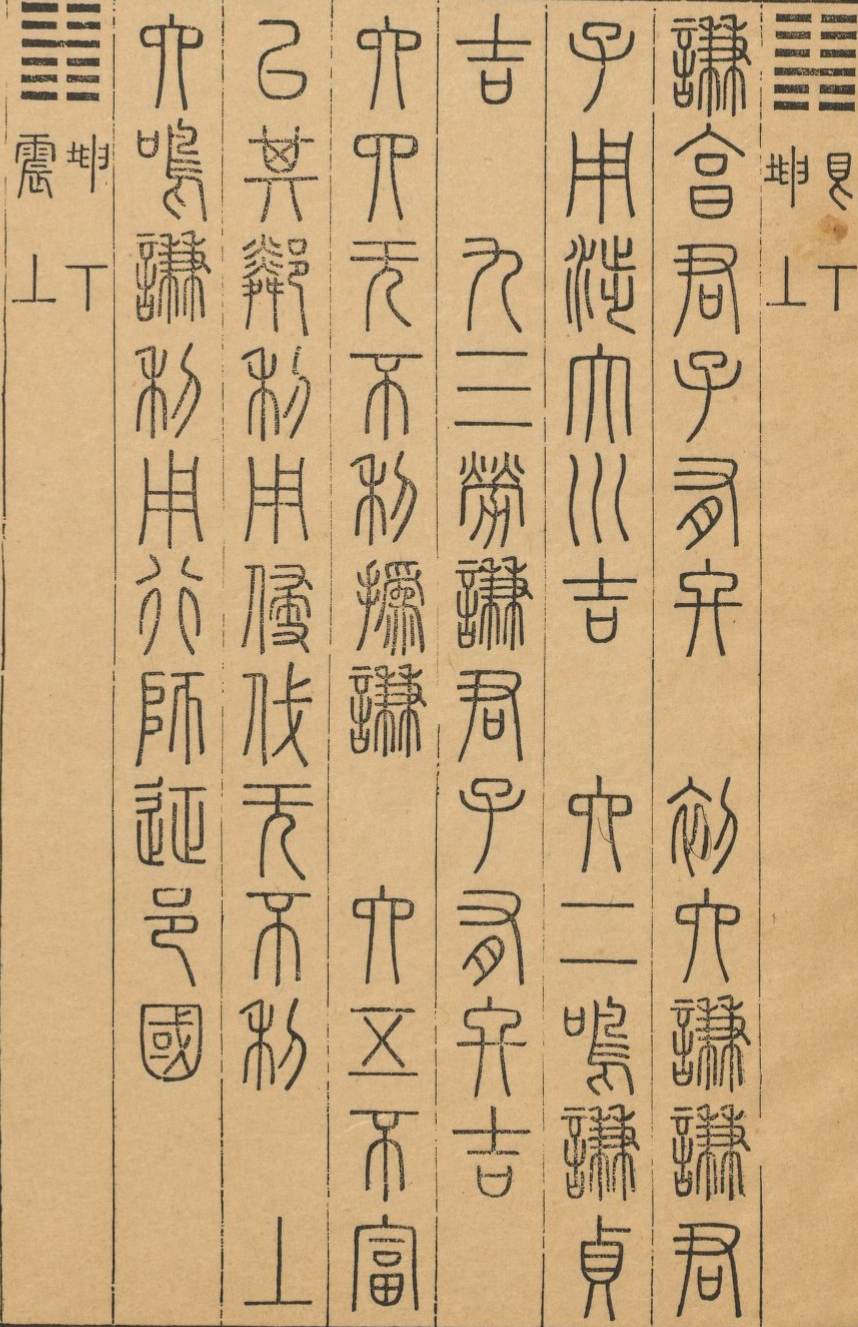 ䷎ 艮下
坤上
謙亨君子有終 初六謙謙君
子用涉大川吉 六二鳴謙貞
吉 九三勞謙君子有終吉
六四无不利撝謙 六五不富
以其鄰利用侵伐无不利 上
六鳴謙利用行師征邑國
䷏ 坤下
震上